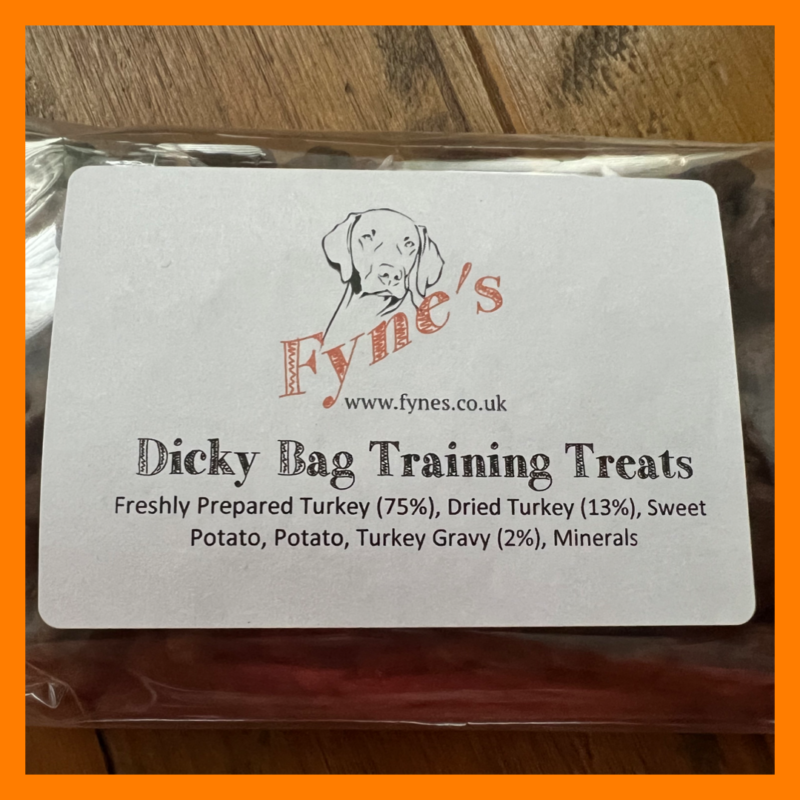 Fyne's
www.fynes.co.uk
Dicky Bag Training Treats
Freshly Prepared Turkey (75%), Dried Turkey (13%), Sweet
Potato, Potato, Turkey Gravy (2%), Minerals